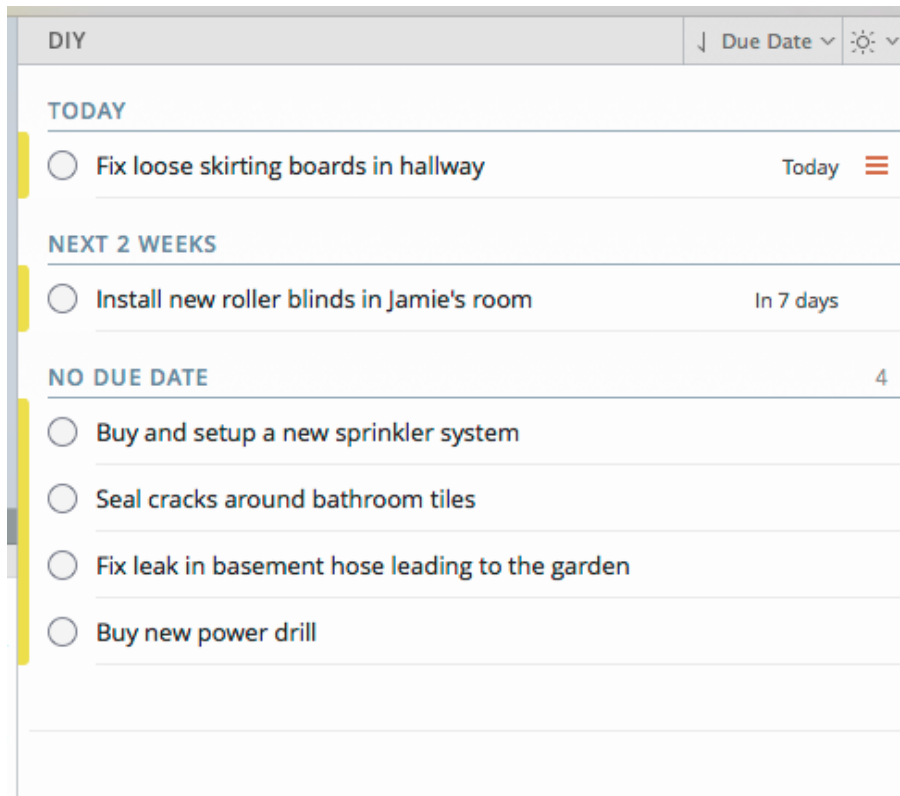 DIY
Due Date
TODAY
Fix loose skirting boards in hallway Today
NEXT 2 WEEKS
Install new roller blinds in Jamie's room In 7 days
NO DUE DATE 4
Buy and setup a new sprinkler system
Seal cracks around bathroom tiles
Fix leak in basement hose leading to the garden
Buy new power drill